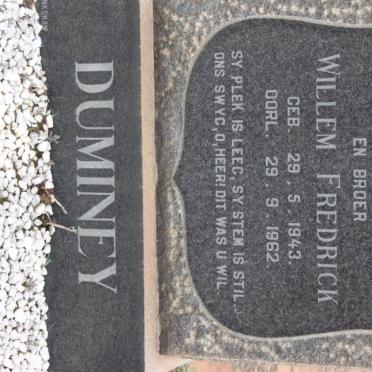 EN BROER
WILLEM FREDRICK
GEB. 29. 5. 1943.
OORL. 29 9 1962
SY PLEK IS LEEG, SY STEM IS STIL.
ONS SWYG, O, HEER! DIT WAS U WIL.
DUMINEY